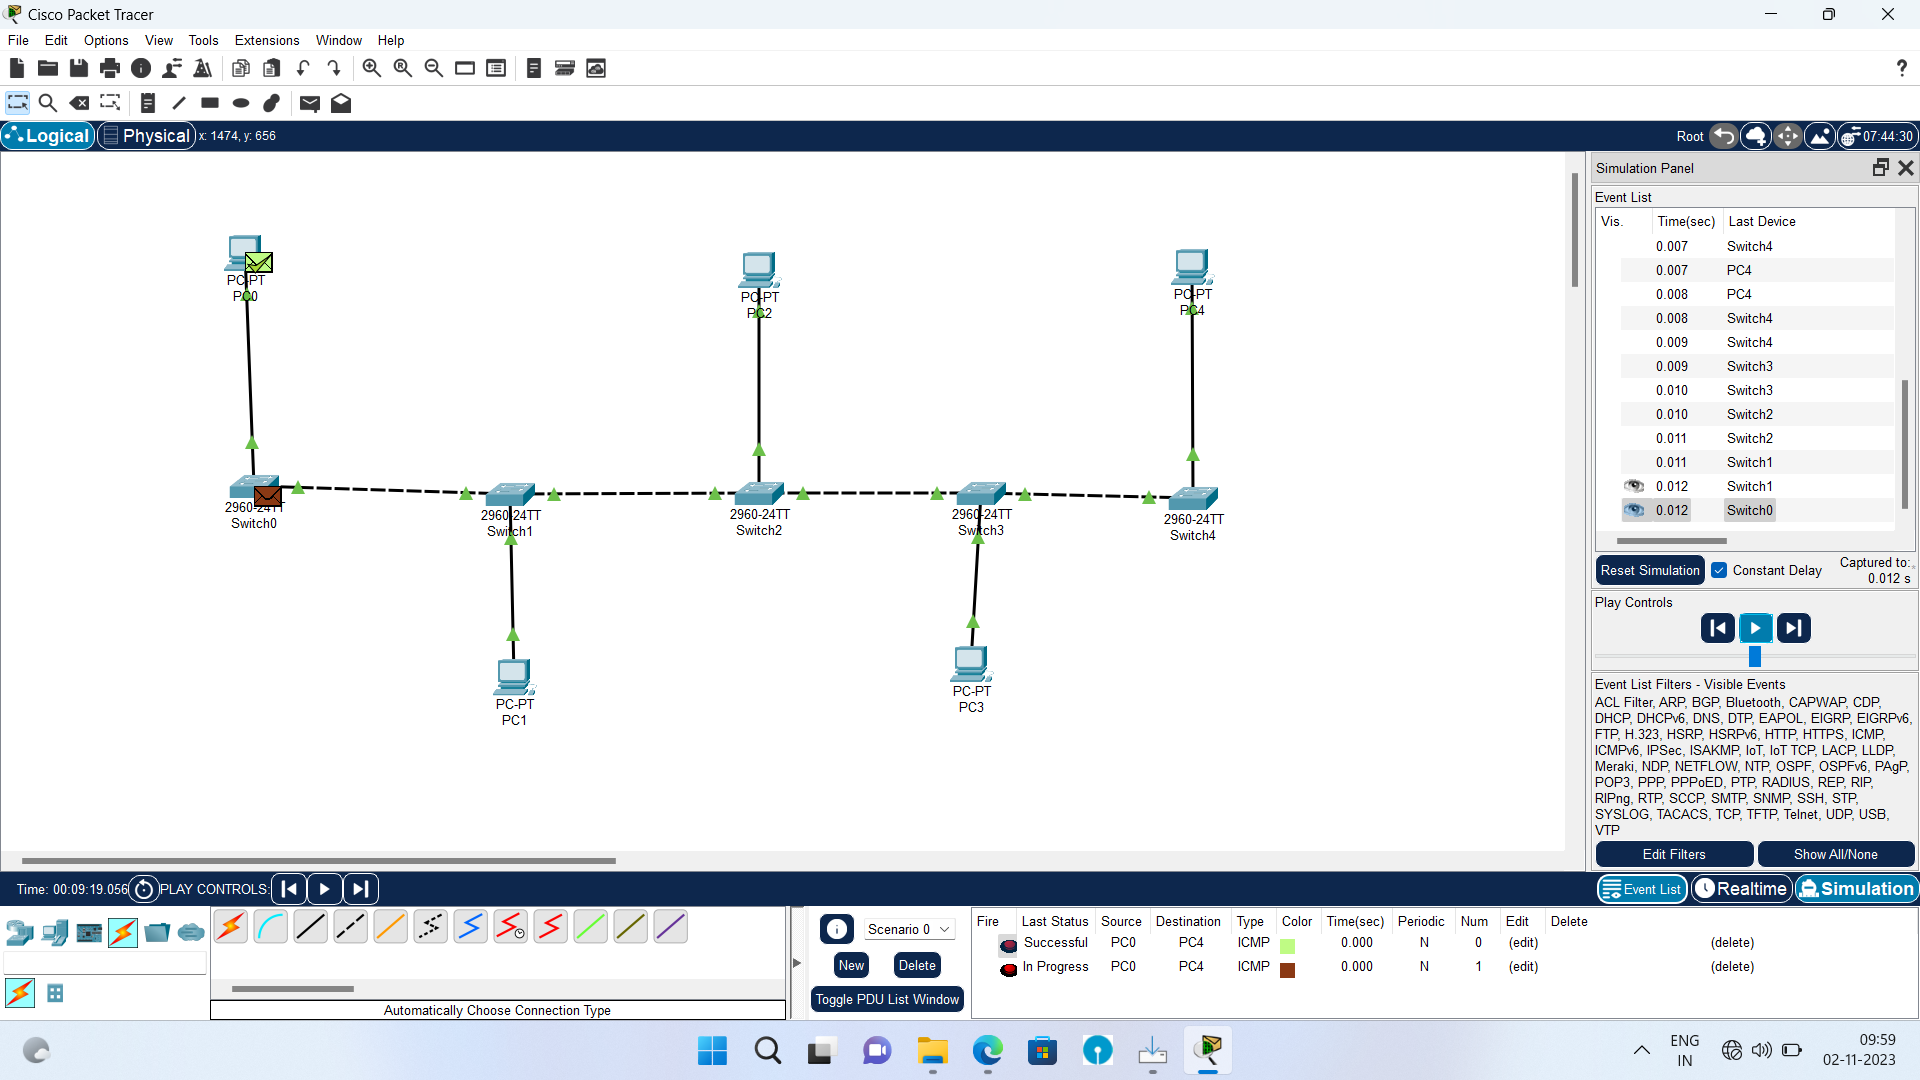 Cisco Packet Tracer
File Edit Options View Tools Extensions Window Help
?
Logical Physical x: 1474, y: 656 Root 07:44:30
PC-PT
PC0
PC-PT
PC2
PC-PT
PC4
2960-24TT
Switch0
2960-24TT
Switch1
2960-24TT
Switch2
2960-24TT
Switch3
2960-24TT
Switch4
PC-PT
PC1
PC-PT
PC3
Simulation Panel
Event List
Vis. Time(sec) Last Device
0.007 Switch4
0.007 PC4
0.008 PC4
0.008 Switch4
0.009 Switch4
0.009 Switch3
0.010 Switch3
0.010 Switch2
0.011 Switch2
0.011 Switch1
0.012 Switch1
0.012 Switch0
Reset Simulation Constant Delay Captured to:
0.012 s
Play Controls
Event List Filters - Visible Events
ACL Filter, ARP, BGP, Bluetooth, CAPWAP, CDP,
DHCP, DHCPv6, DNS, DTP, EAPOL, EIGRP, EIGRPv6,
FTP, H.323, HSRP, HSRPv6, HTTP, HTTPS, ICMP,
ICMPv6, IPSec, ISAKMP, IoT, IoT TCP, LACP, LLDP,
Meraki, NDP, NETFLOW, NTP, OSPF, OSPFv6, PAgP,
POP3, PPP, PPPoED, PTP, RADIUS, REP, RIP,
RIPng, RTP, SCCP, SMTP, SNMP, SSH, STP,
SYSLOG, TACACS, TCP, TFTP, Telnet, UDP, USB,
VTP
Edit Filters Show All/None
Time: 00:09:19.056 PLAY CONTROLS: Event List Realtime Simulation
Automatically Choose Connection Type
Scenario 0
New Delete
Toggle PDU List Window
Fire Last Status Source Destination Type Color Time(sec) Periodic Num Edit Delete
Successful PC0 PC4 ICMP 0.000 N 0 (edit) (delete)
In Progress PC0 PC4 ICMP 0.000 N 1 (edit) (delete)
ENG
IN
09:59
02-11-2023